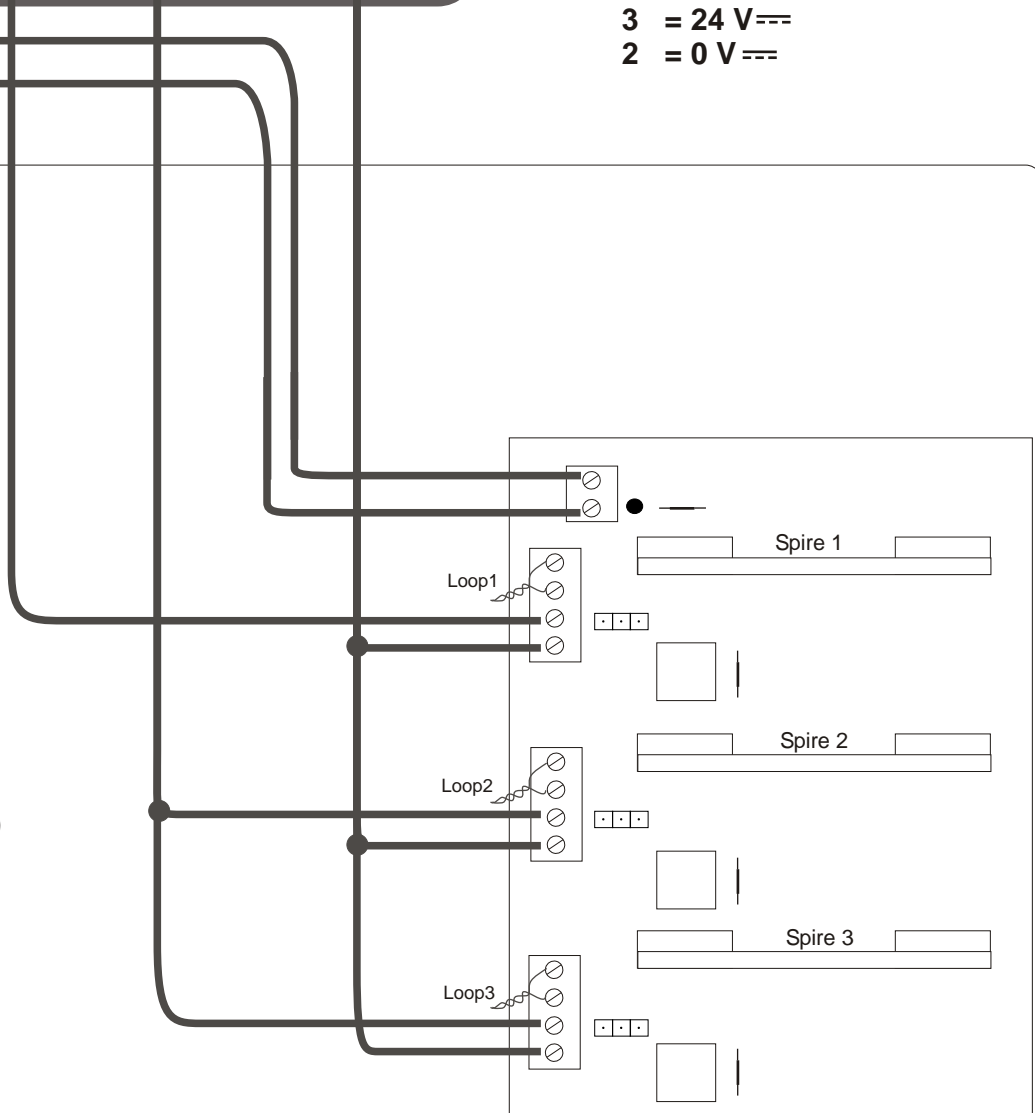 3 = 24 V⎓
2 = 0 V⎓
Spire 1
Loop1
Spire 2
Loop2
Spire 3
Loop3